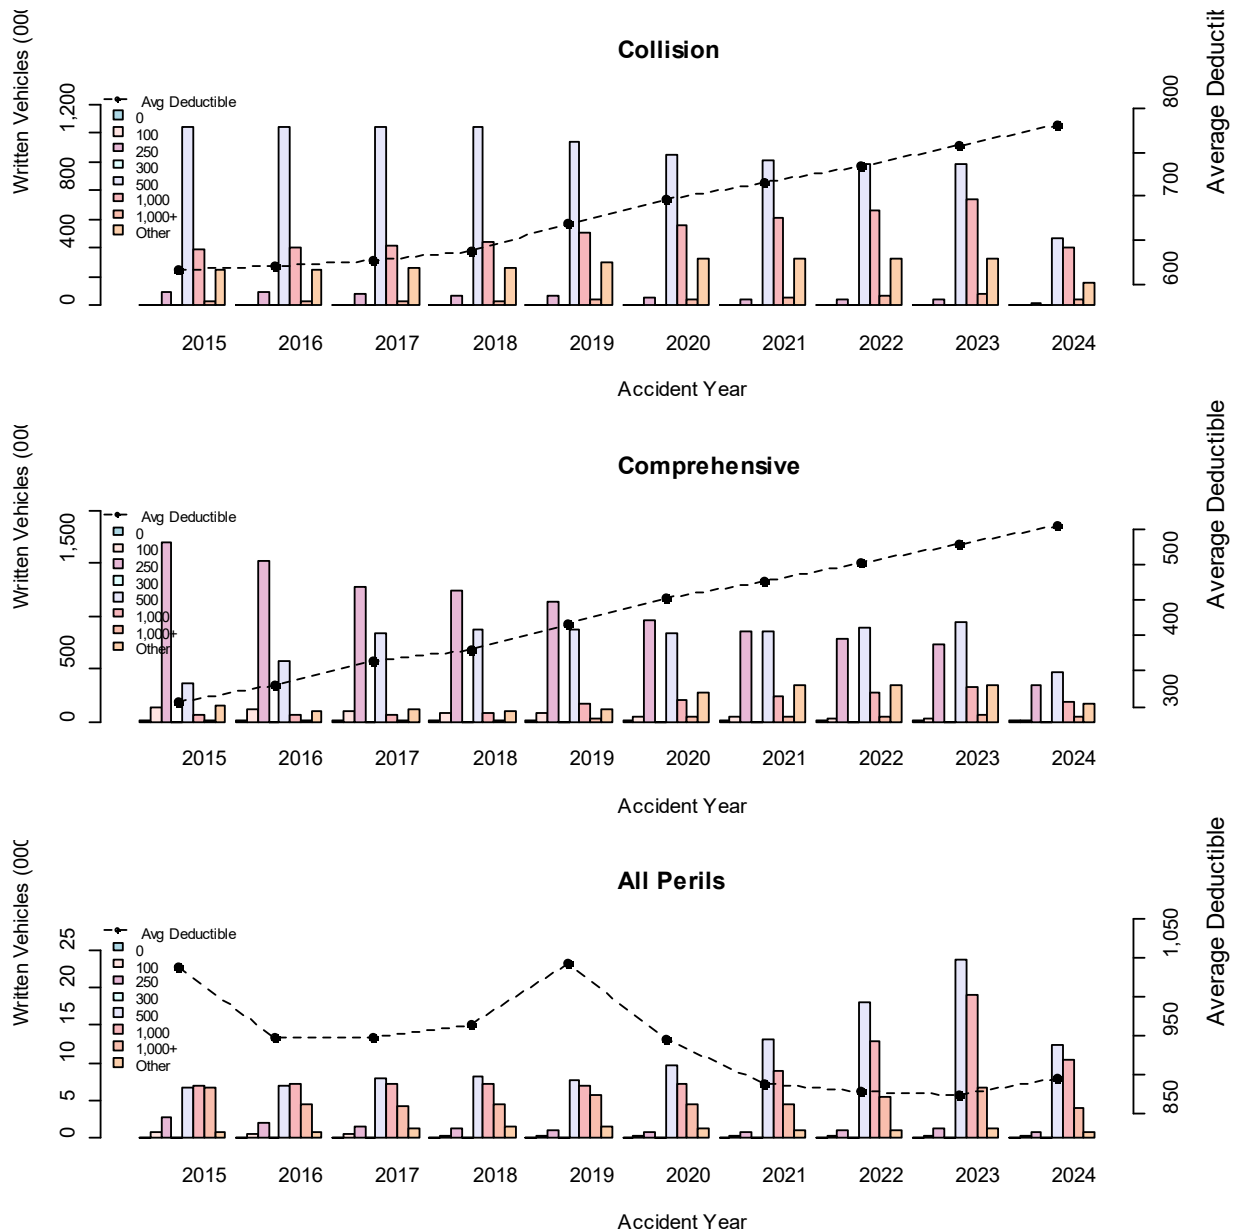 Collision
Written Vehicles (000
Average Deductibl
1,200
800
400
0
Avg Deductible
0
100
250
300
500
1,000
1,000+
Other
800
700
600
2015 2016 2017 2018 2019 2020 2021 2022 2023 2024
Accident Year
Comprehensive
Written Vehicles (000
Average Deductible
1,500
500
0
Avg Deductible
0
100
250
300
500
1,000
1,000+
Other
500
400
300
2015 2016 2017 2018 2019 2020 2021 2022 2023 2024
Accident Year
All Perils
Written Vehicles (000
Average Deductible
25
20
15
10
5
0
Avg Deductible
0
100
250
300
500
1,000
1,000+
Other
1,050
950
850
2015 2016 2017 2018 2019 2020 2021 2022 2023 2024
Accident Year